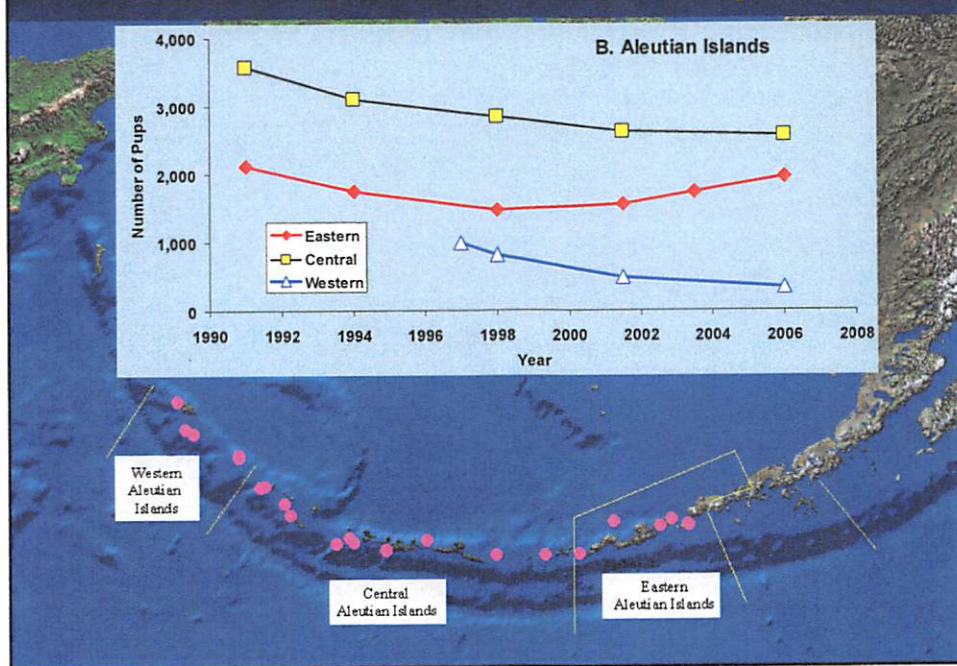 B. Aleutian Islands
Number of Pups
4,000
3,000
2,000
1,000
0
Eastern
Central
Western
1990 1992 1994 1996 1998 2000 2002 2004 2006 2008
Year
Western
Aleutian
Islands
Central
Aleutian Islands
Eastern
Aleutian Islands